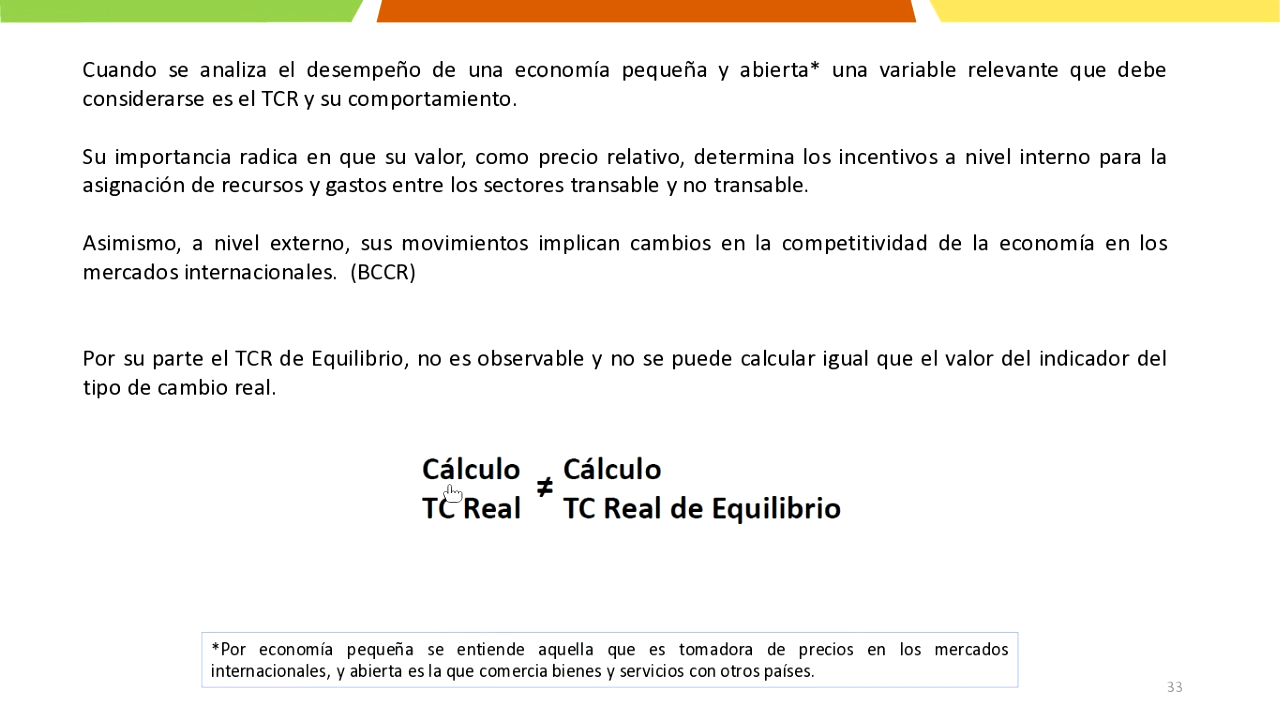 Cuando se analiza el desempeño de una economía pequeña y abierta* una variable relevante que debe
considerarse es el TCR y su comportamiento.
Su importancia radica en que su valor, como precio relativo, determina los incentivos a nivel interno para la
asignación de recursos y gastos entre los sectores transable y no transable.
Asimismo, a nivel externo, sus movimientos implican cambios en la competitividad de la economía en los
mercados internacionales. (BCCR)
Por su parte el TCR de Equilibrio, no es observable y no se puede calcular igual que el valor del indicador del
tipo de cambio real.
Cálculo
TC Real
≠
Cálculo
TC Real de Equilibrio
*Por economía pequeña se entiende aquella que es tomadora de precios en los mercados
internacionales, y abierta es la que comercia bienes y servicios con otros países.
33